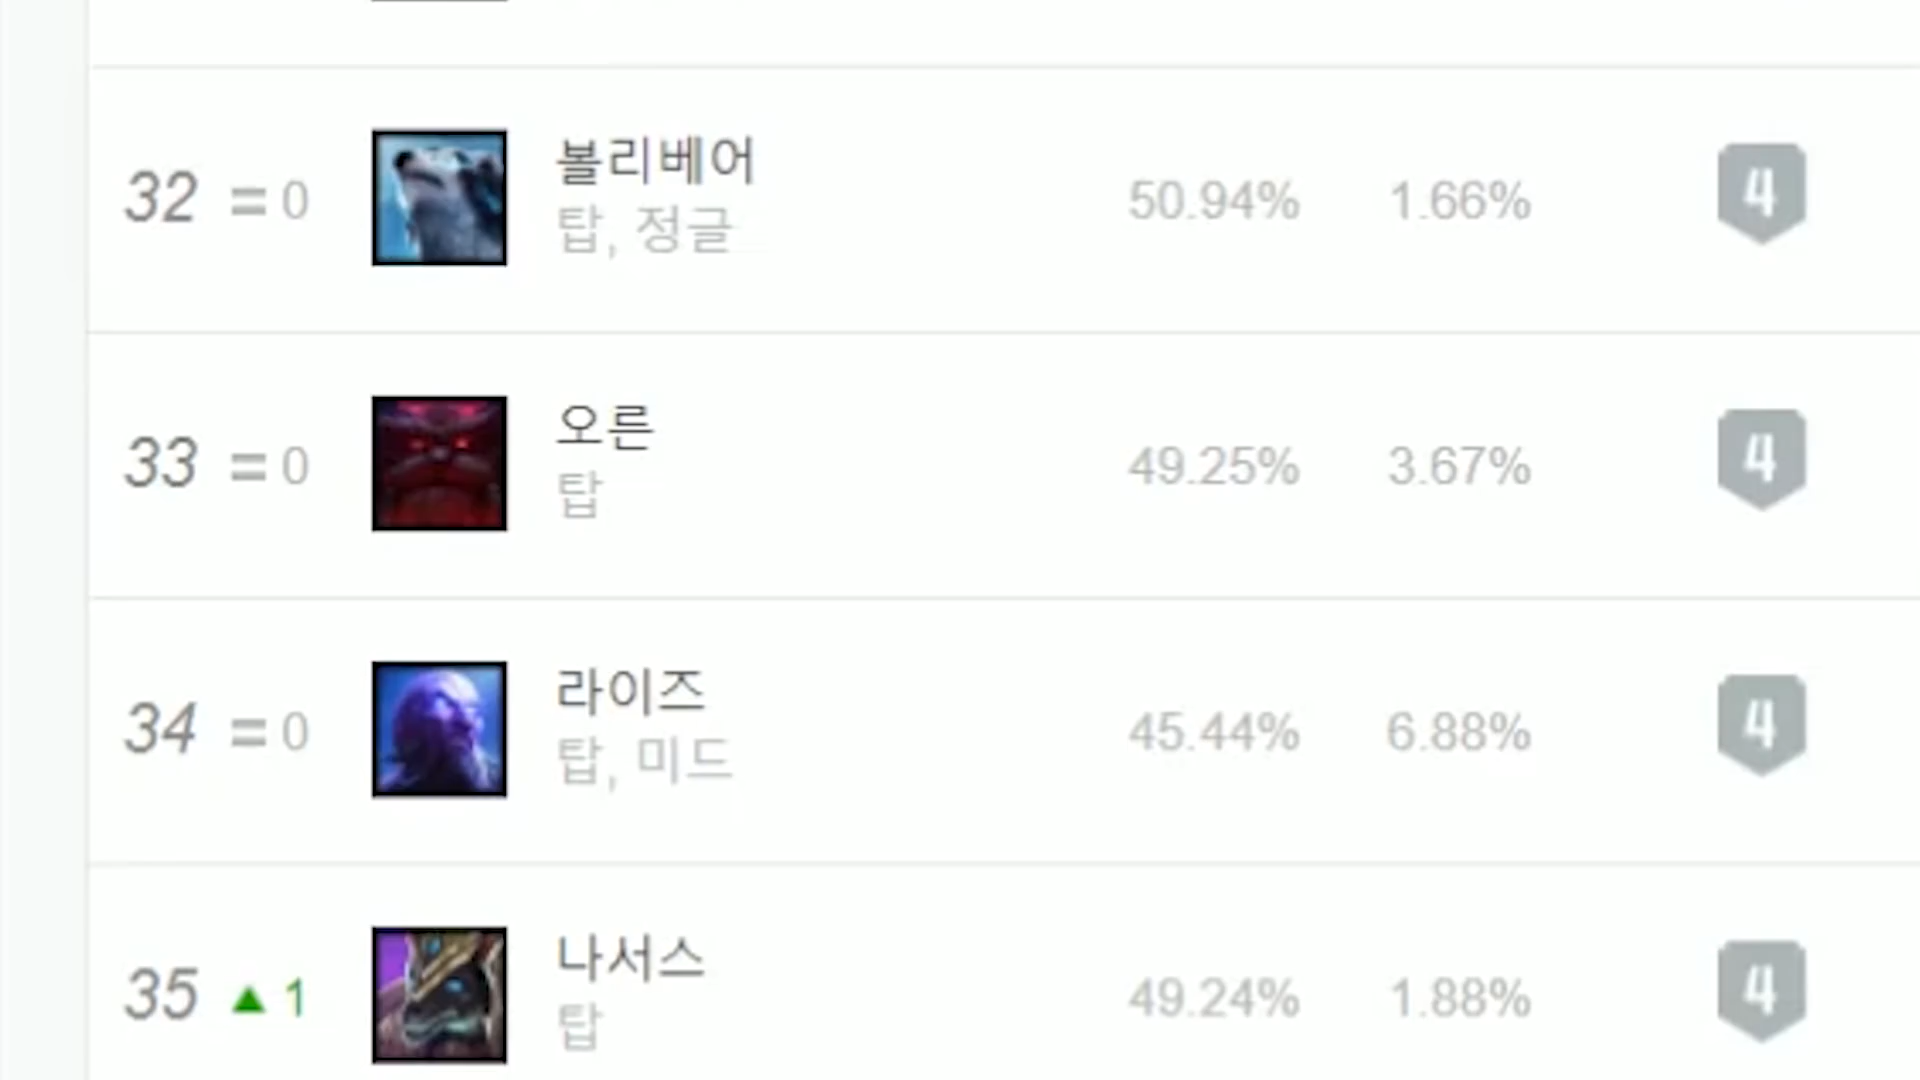 32 = 0 볼리베어 50.94% 1.66% 4
탑, 정글
33 = 0 오른 49.25% 3.67% 4
탑
34 = 0 라이즈 45.44% 6.88% 4
탑, 미드
35 ▲ 1 나서스 49.24% 1.88% 4
탑